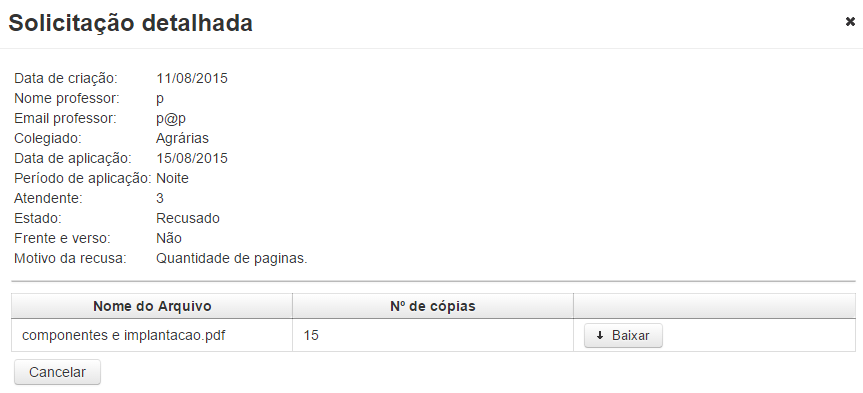 Solicitação detalhada
Data de criação: 11/08/2015
Nome professor: p
Email professor: p@p
Colegiado: Agrárias
Data de aplicação: 15/08/2015
Período de aplicação: Noite
Atendente: 3
Estado: Recusado
Frente e verso: Não
Motivo da recusa: Quantidade de paginas.
Nome do Arquivo Nº de cópias
componentes e implantacao.pdf 15 Baixar
Cancelar